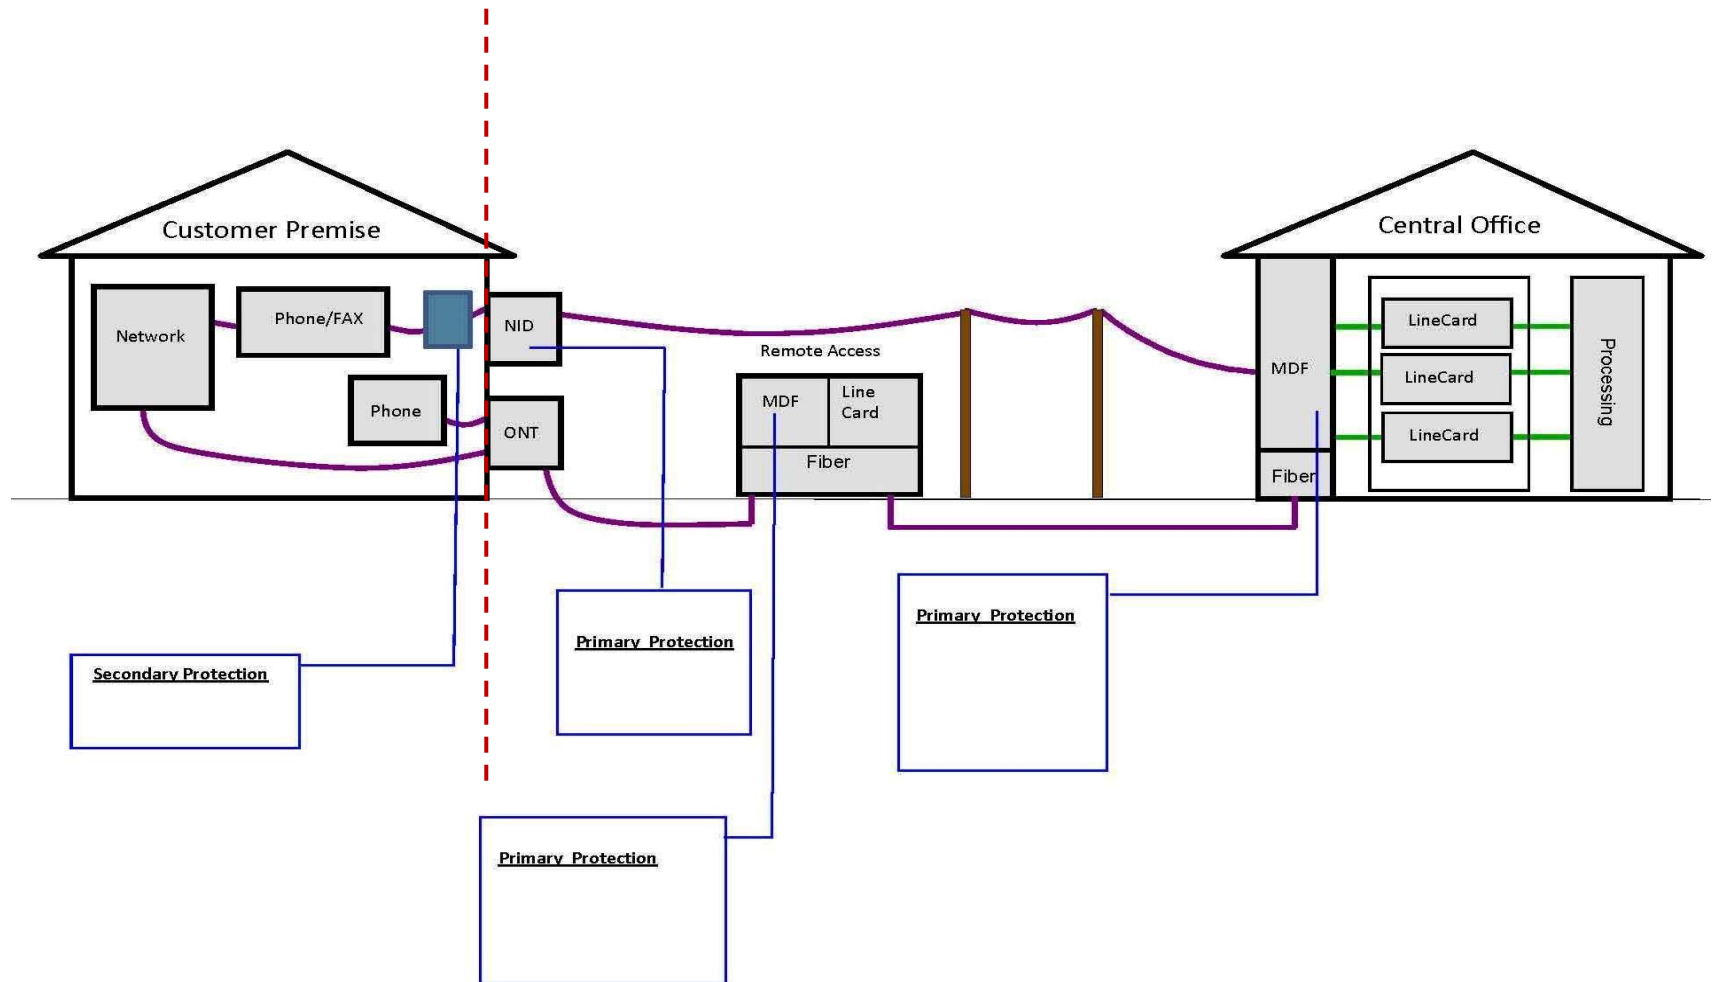 Customer Premise
Central Office
Network
Phone/FAX
NID
Phone
ONT
Remote Access
MDF
Line
Card
Fiber
MDF
Fiber
LineCard
LineCard
LineCard
Processing
Secondary Protection
Primary Protection
Primary Protection
Primary Protection